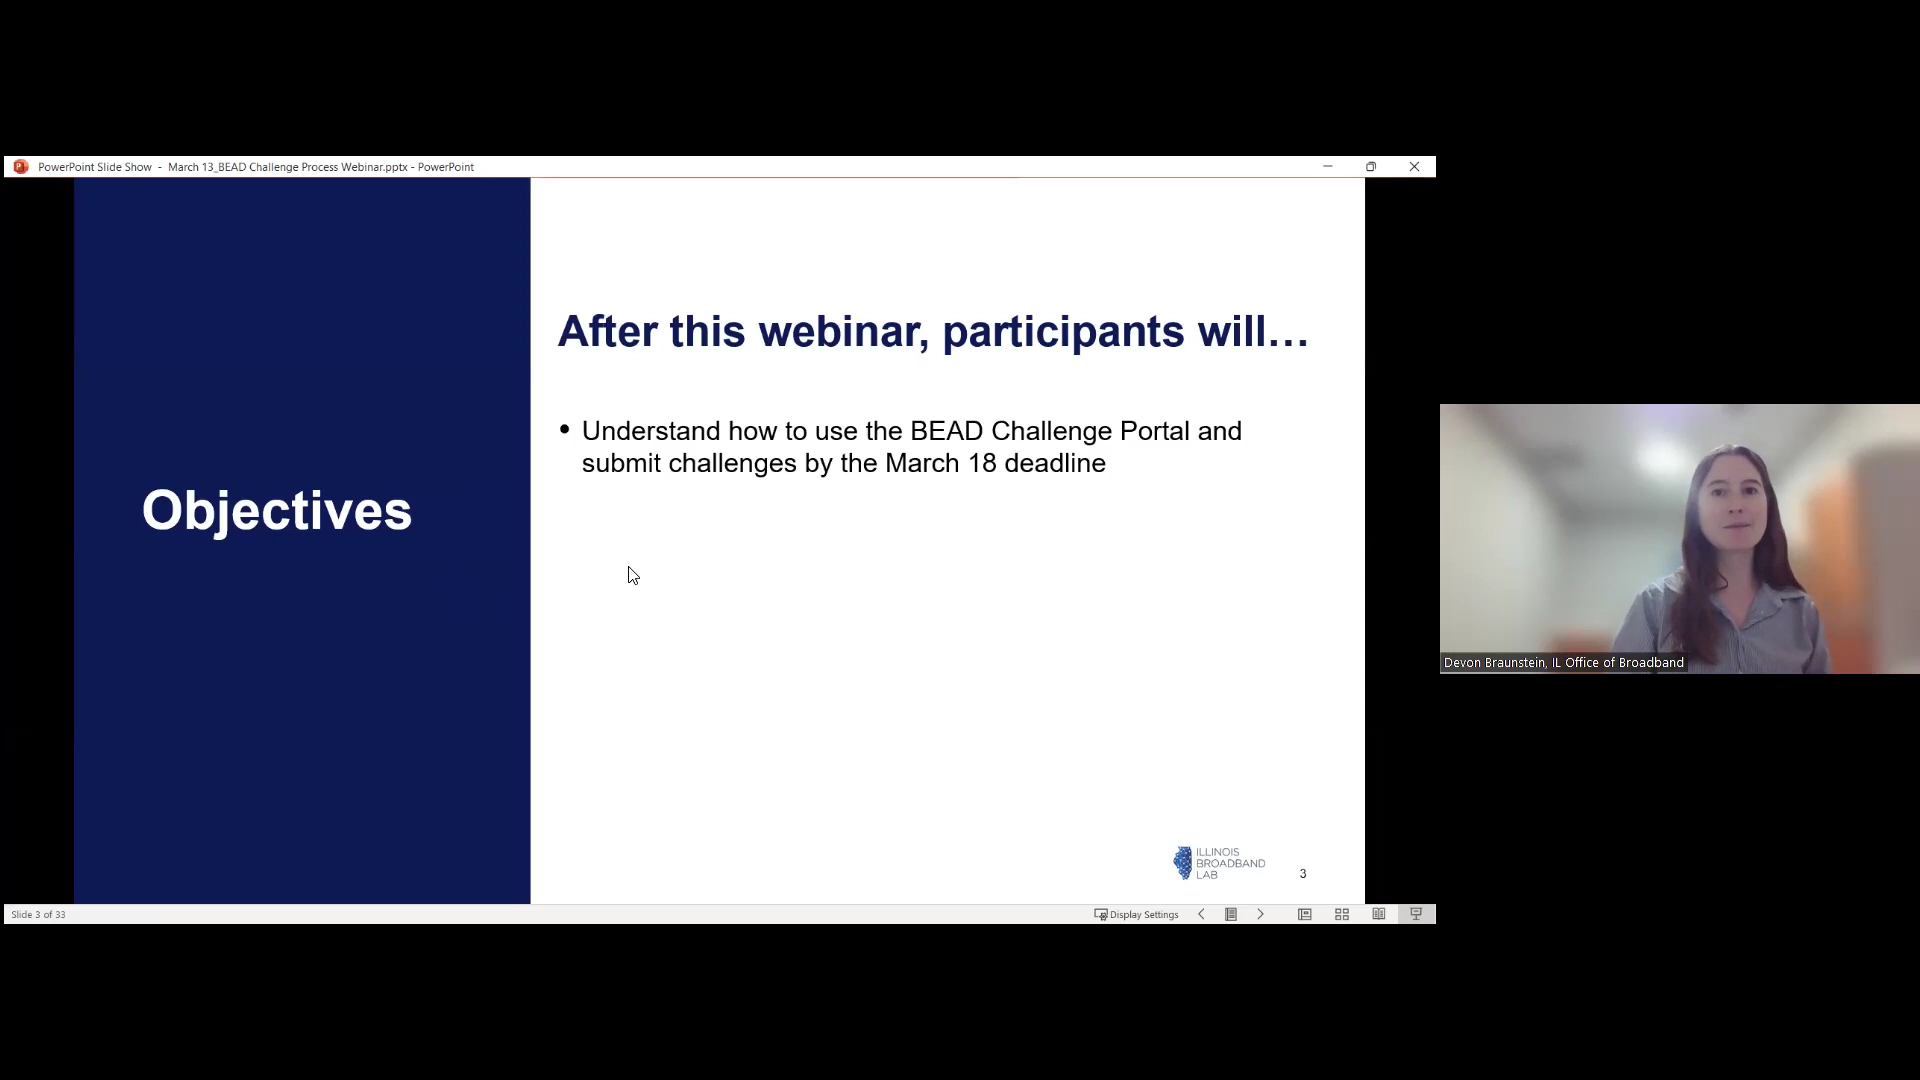 PowerPoint Slide Show - March 13_BEAD Challenge Process Webinar.pptx - PowerPoint
Objectives
After this webinar, participants will…
• Understand how to use the BEAD Challenge Portal and
submit challenges by the March 18 deadline
ILLINOIS
BROADBAND
LAB
3
Devon Braunstein, IL Office of Broadband
Slide 3 of 33
Display Settings